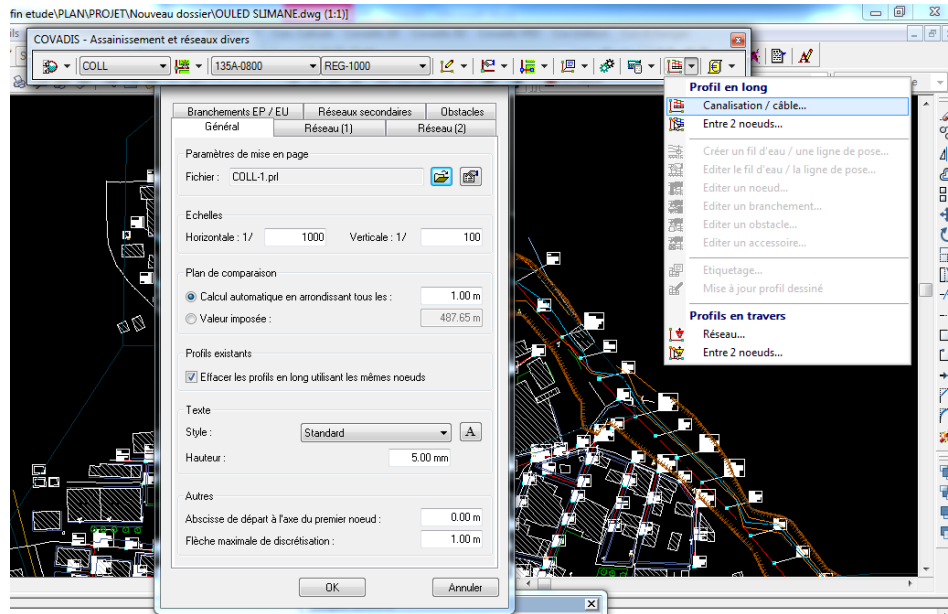 fin etude\PLAN\PROJET\Nouveau dossier\OULED SLIMANE.dwg (1:1)]
COVADIS - Assainissement et réseaux divers
COLL
135A-0800
REG-1000
Profil en long
Canalisation / câble...
Entre 2 noeuds...
Créer un fil d'eau / une ligne de pose...
Editer le fil d'eau / la ligne de pose...
Editer un noeud...
Editer un branchement...
Editer un obstacle...
Editer un accessoire...
Etiquetage...
Mise à jour profil dessiné
Profils en travers
Réseau...
Entre 2 noeuds...
Branchements EP / EU
Réseaux secondaires
Obstacles
Général
Réseau (1)
Réseau (2)
Paramètres de mise en page
Fichier : COLL-1.prl
Echelles
Horizontale : 1/ 1000 Verticale : 1/ 100
Plan de comparaison
Calcul automatique en arrondissant tous les : 1.00 m
Valeur imposée : 487.65 m
Profils existants
Effacer les profils en long utilisant les mêmes noeuds
Texte
Style : Standard A
Hauteur : 5.00 mm
Autres
Abscisse de départ à l'axe du premier noeud : 0.00 m
Flèche maximale de discrétisation : 1.00 m
OK Annuler